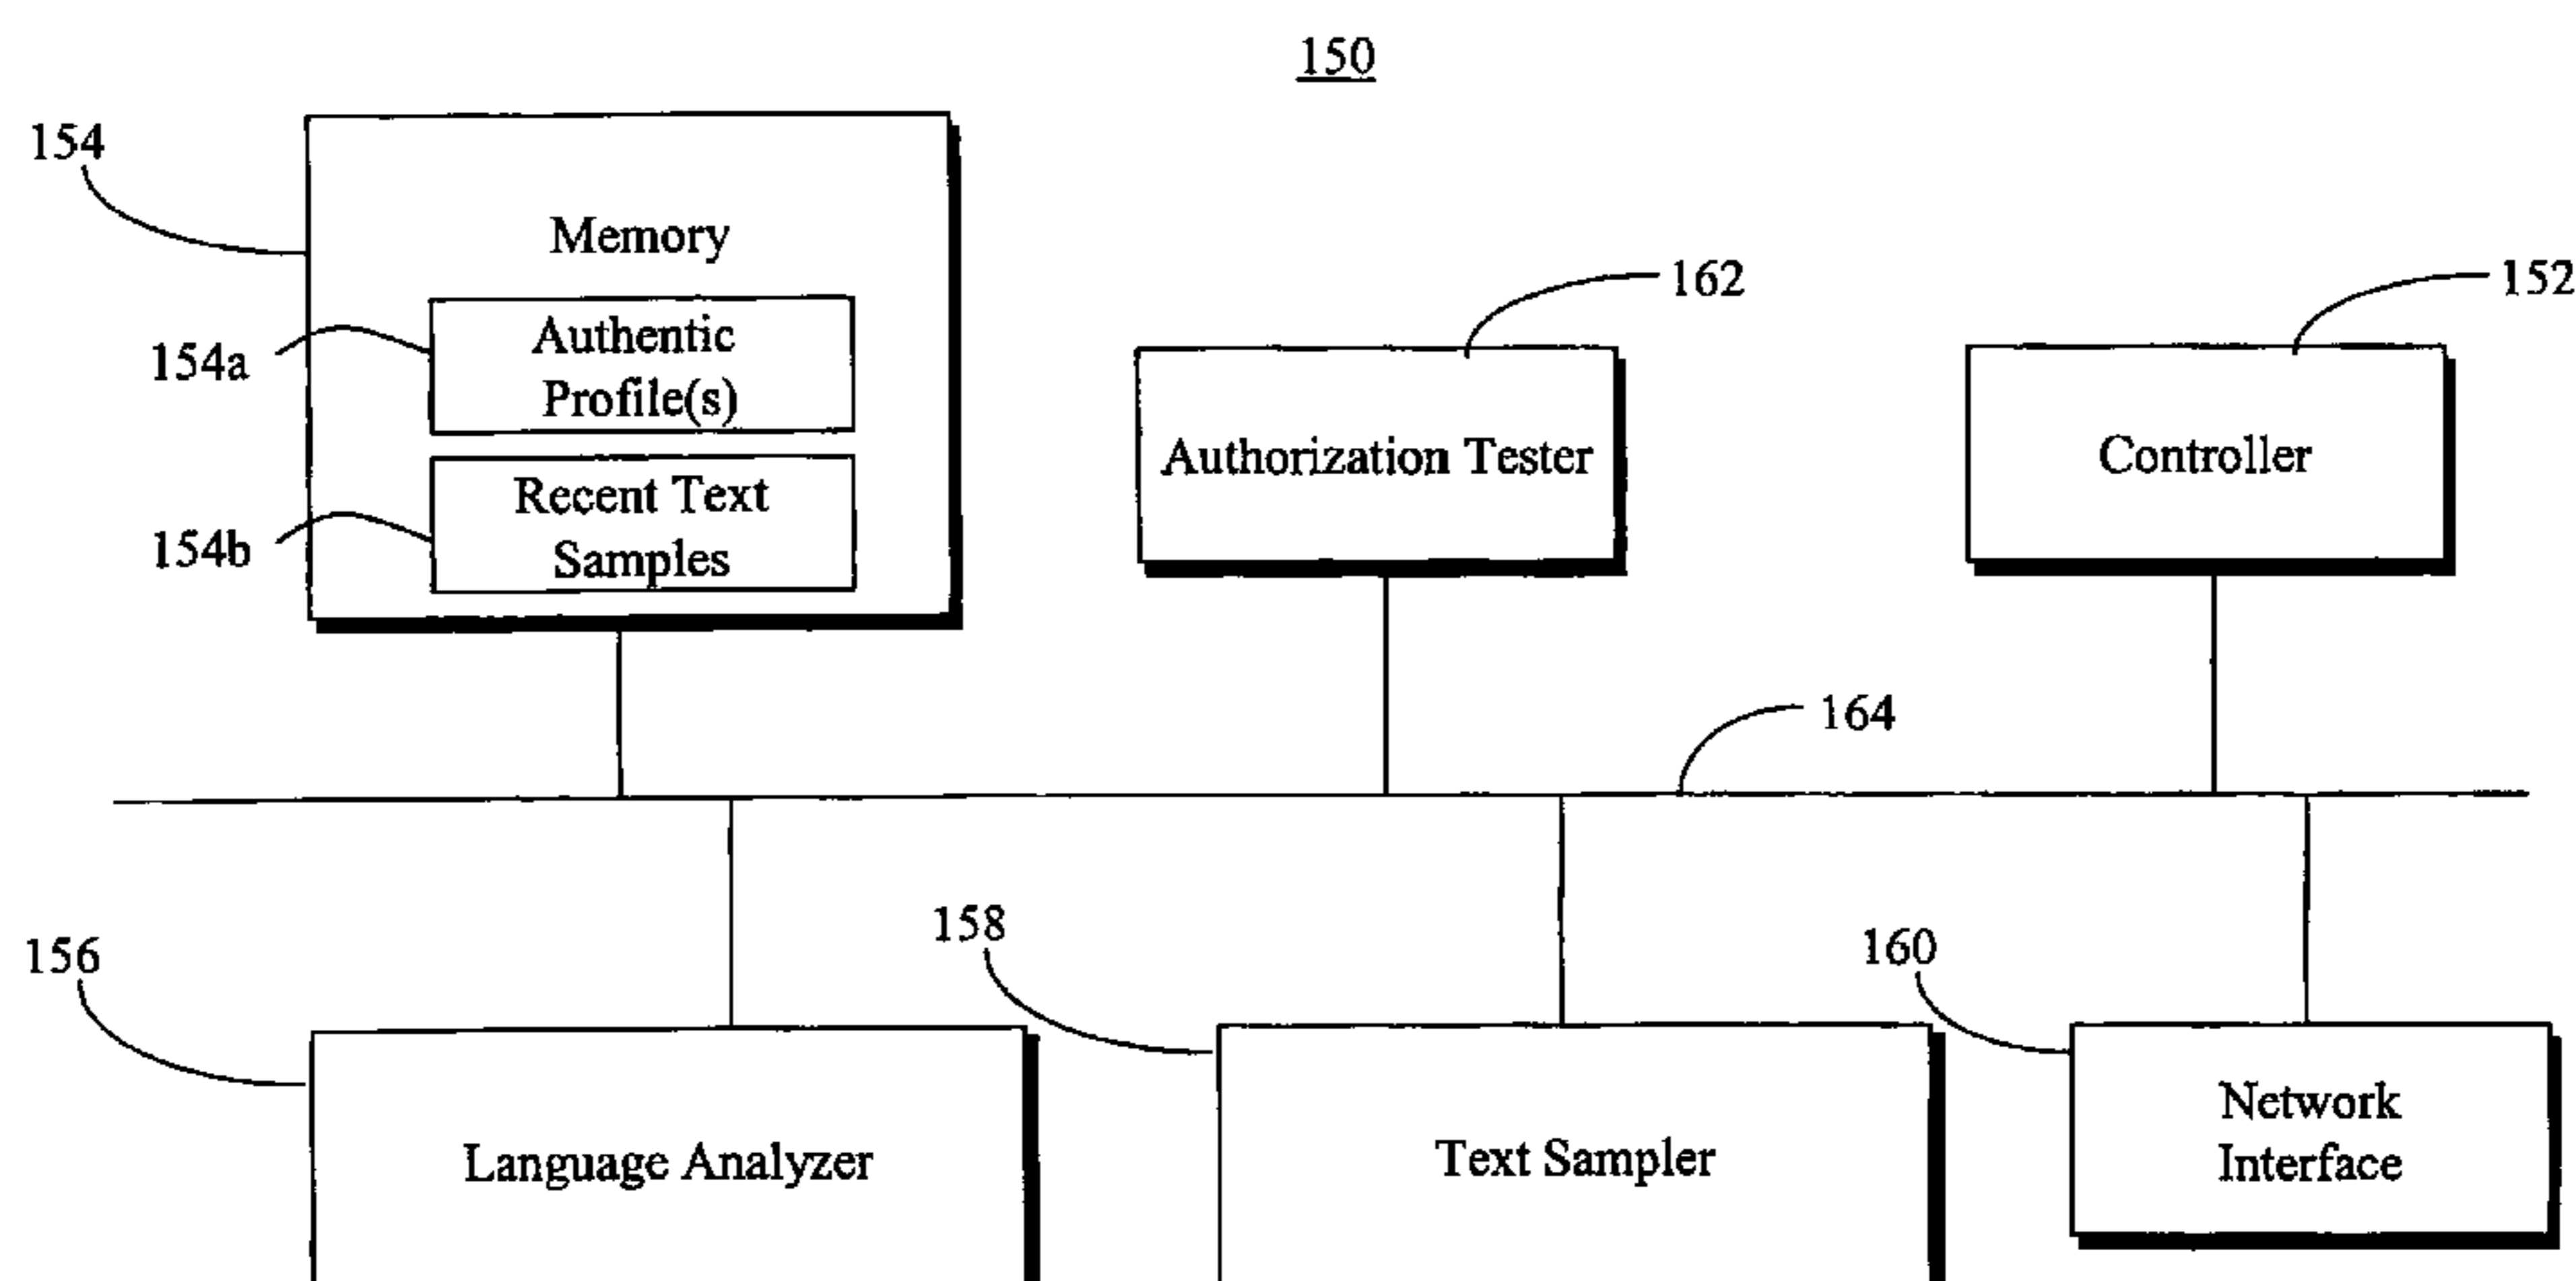 150
154
Memory
154a
Authentic
Profile(s)
154b
Recent Text
Samples
162
Authorization Tester
152
Controller
164
156
Language Analyzer
158
Text Sampler
160
Network
Interface